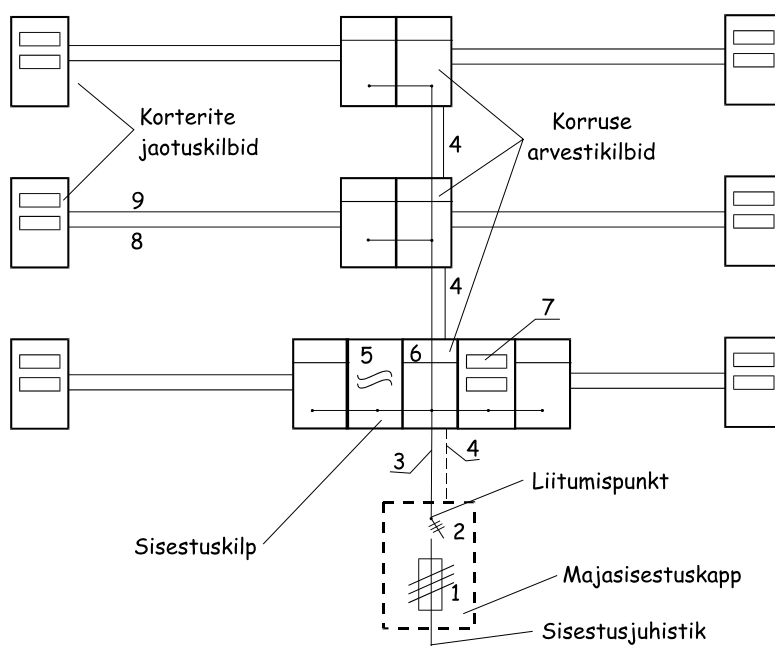 Korterite
jaotuskilbid
Korruse
arvestikilbid
4
9
8
4
7
5
6
3
4
Liitumispunkt
2
Sisestuskilp
Majasisestuskapp
1
Sisestusjuhistik